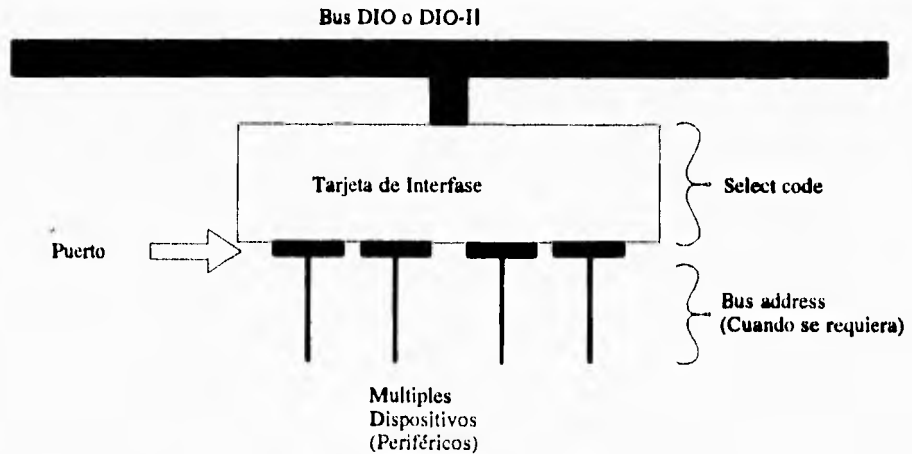 Bus DIO o DIO-II
Tarjeta de Interfase
Select code
Puerto
Bus address
(Cuando se requiera)
Multiples
Dispositivos
(Periféricos)